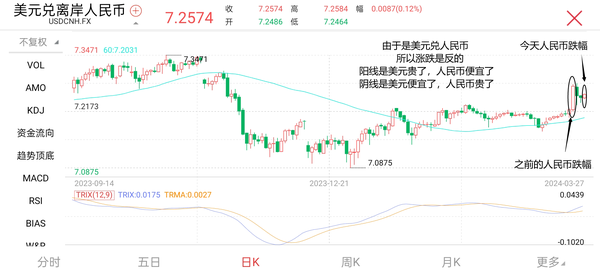 美元兑离岸人民币
USDCNH.FX
7.2574
收 7.2574 高 7.2584 幅 0.0087(0.12%)
开 7.2486 低 7.2464
不复权
7.3471 60:7.2031
7.3471
VOL
AMO
7.2173
KDJ
资金流向
趋势顶底
7.0875
7.0875
MACD
2023-09-14 2023-12-21 2024-03-27
由于是美元兑人民币
所以涨跌是反的
阳线是美元贵了，人民币便宜了
阴线是美元便宜了，人民币贵了
今天人民币跌幅
之前的人民币跌幅
TRIX(12,9) TRIX:0.0175 TRMA:0.0027
0.0439
RSI
BIAS
-0.1020
W&R
分时 五日 日K 周K 月K 更多